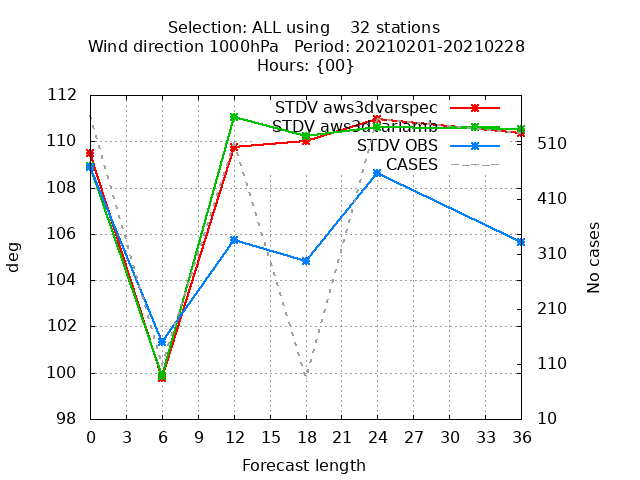 Selection: ALL using 32 stations
Wind direction 1000hPa Period: 20210201-20210228
Hours: {00}
112
110
108
106
104
102
100
98
deg
STDV aws3dvarspec
STDV aws3dvarlamb
STDV OBS
CASES
510
410
310
210
110
10
No cases
0 3 6 9 12 15 18 21 24 27 30 33 36
Forecast length